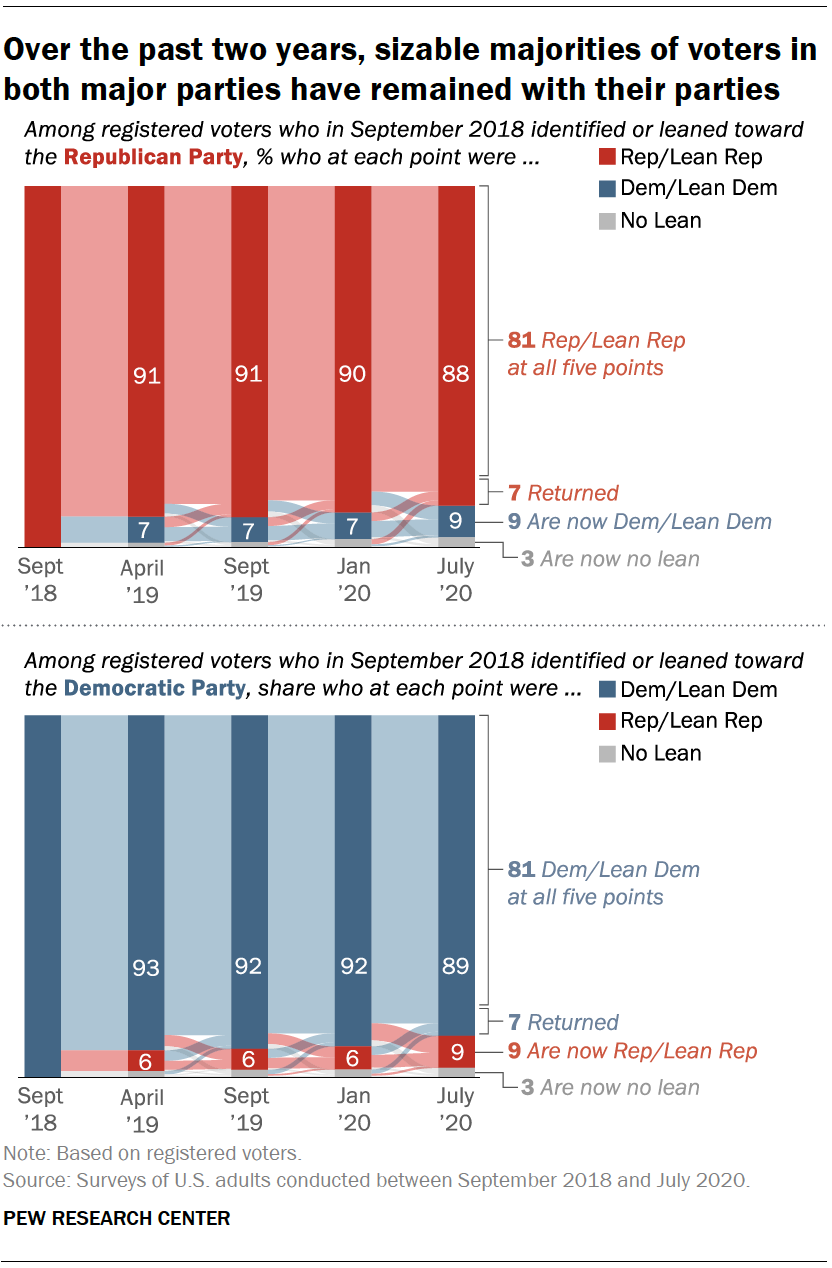 Over the past two years, sizable majorities of voters in
both major parties have remained with their parties
Among registered voters who in September 2018 identified or leaned toward
the Republican Party, % who at each point were ...
Rep/Lean Rep
Dem/Lean Dem
No Lean
81 Rep/Lean Rep
at all five points
91
91
90
88
7 Returned
7
7
7
9
9 Are now Dem/Lean Dem
3 Are now no lean
Sept
’18
April
’19
Sept
’19
Jan
’20
July
’20
Among registered voters who in September 2018 identified or leaned toward
the Democratic Party, share who at each point were ...
Dem/Lean Dem
Rep/Lean Rep
No Lean
81 Dem/Lean Dem
at all five points
93
92
92
89
7 Returned
6
6
6
9
9 Are now Rep/Lean Rep
3 Are now no lean
Sept
’18
April
’19
Sept
’19
Jan
’20
July
’20
Note: Based on registered voters.
Source: Surveys of U.S. adults conducted between September 2018 and July 2020.
PEW RESEARCH CENTER